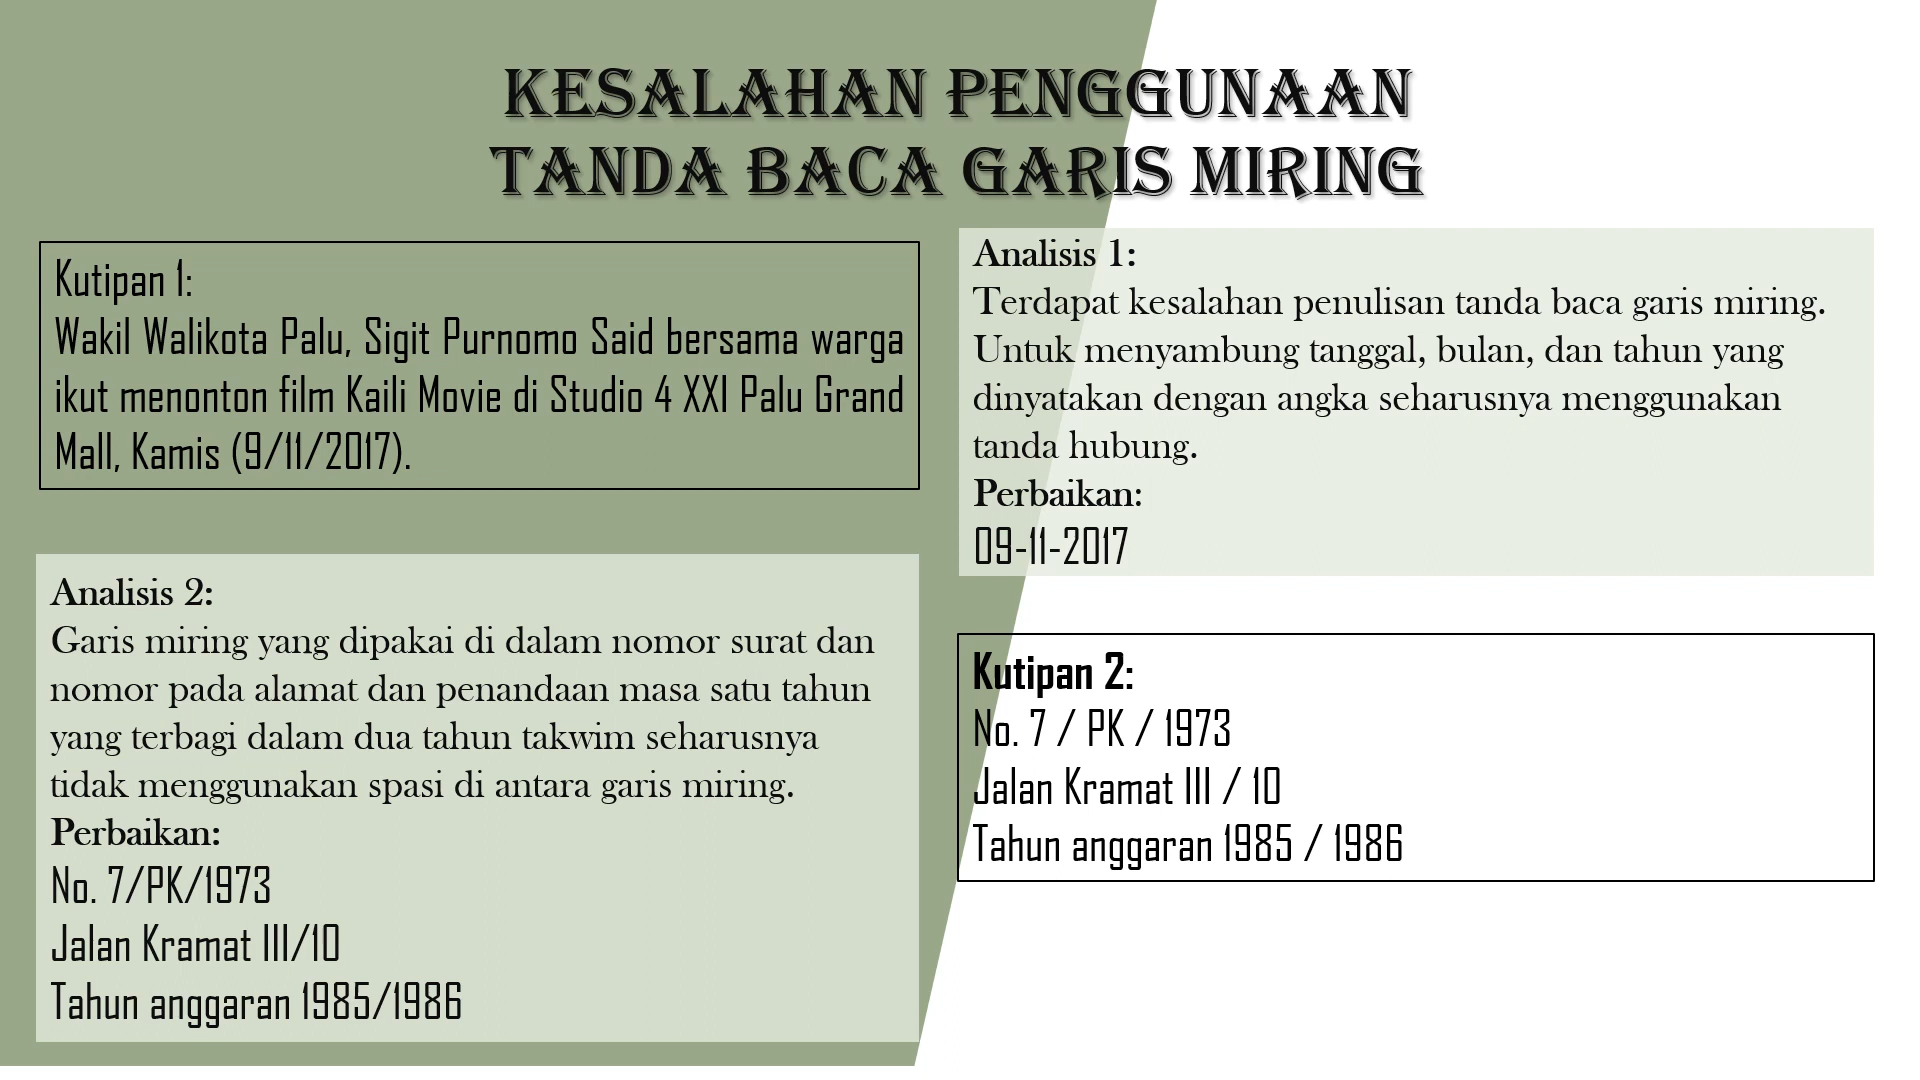 KESALAHAN PENGGUNAAN
TANDA BACA GARIS MIRING
Kutipan 1:
Wakil Walikota Palu, Sigit Purnomo Said bersama warga
ikut menonton film Kaili Movie di Studio 4 XXI Palu Grand
Mall, Kamis (9/11/2017).
Analisis 1:
Terdapat kesalahan penulisan tanda baca garis miring.
Untuk menyambung tanggal, bulan, dan tahun yang
dinyatakan dengan angka seharusnya menggunakan
tanda hubung.
Perbaikan:
09-11-2017
Kutipan 2:
No. 7 / PK / 1973
Jalan Kramat III / 10
Tahun anggaran 1985 / 1986
Analisis 2:
Garis miring yang dipakai di dalam nomor surat dan
nomor pada alamat dan penandaan masa satu tahun
yang terbagi dalam dua tahun takwim seharusnya
tidak menggunakan spasi di antara garis miring.
Perbaikan:
No. 7/PK/1973
Jalan Kramat III/10
Tahun anggaran 1985/1986